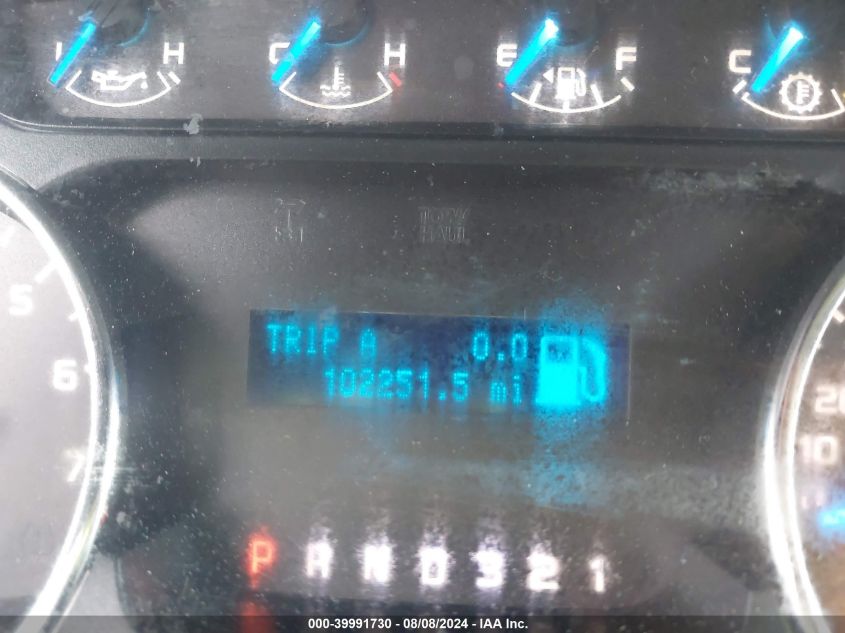 L H
C H
E F
C
TOW
HAUL
5
6
7
TRIP A 0.0
102251.5 mi
20
10
P R N D 3 2 1
000-39991730 - 08/08/2024 - IAA Inc.